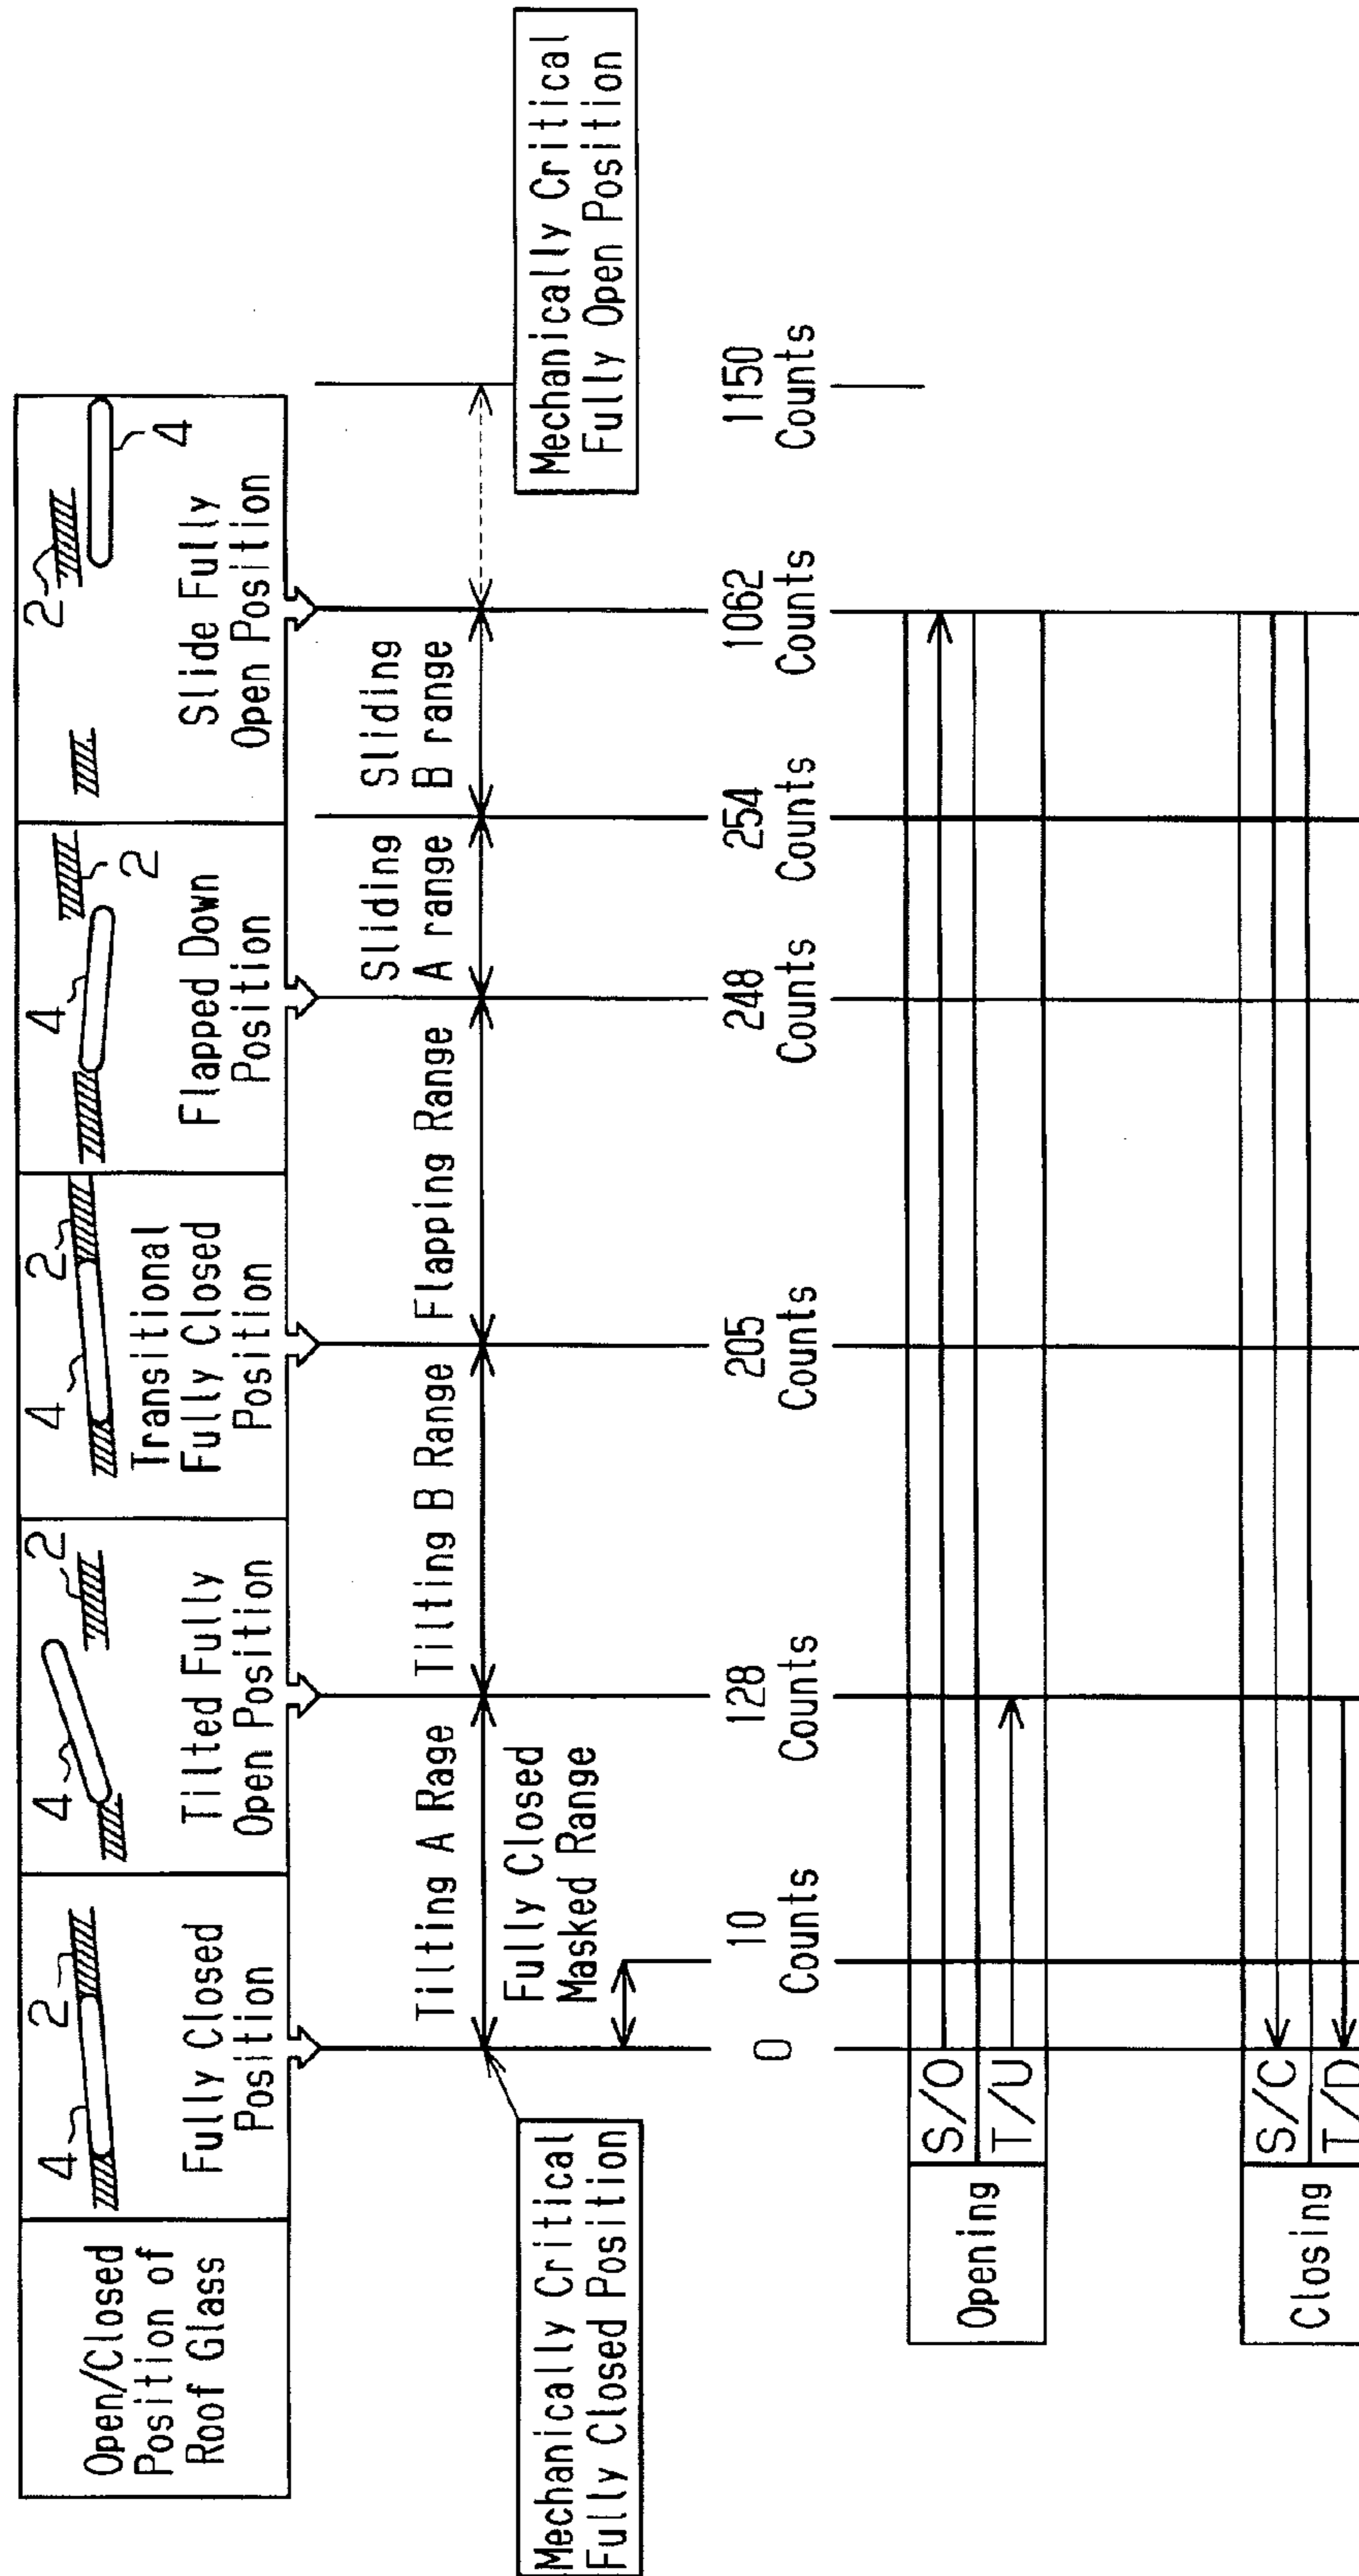 Open/Closed
Position of
Roof Glass
4
2
Fully Closed
Position
4
2
Tilted Fully
Open Position
4
2
Transitional
Fully Closed
Position
4
2
Flapped Down
Position
2
4
Slide Fully
Open Position
Tilting A Rage
Tilting B Range
Flapping Range
Sliding
A range
Sliding
B range
Fully Closed
Masked Range
Mechanically Critical
Fully Closed Position
Mechanically Critical
Fully Open Position
0
10
Counts
128
Counts
205
Counts
248
Counts
254
Counts
1062
Counts
1150
Counts
Opening
S/O
T/U
Closing
S/C
T/D